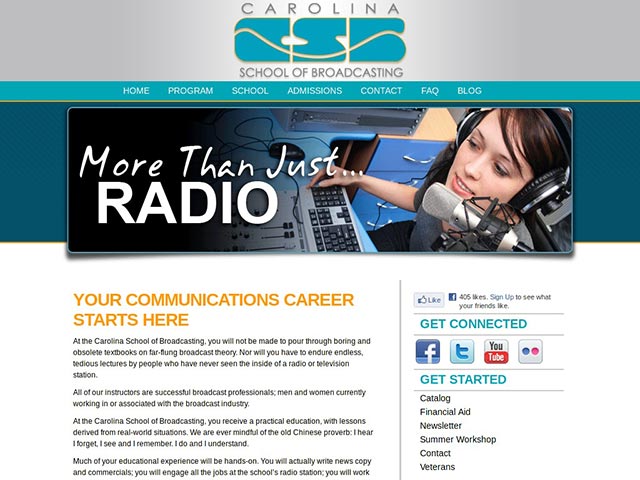 CAROLINA
CSB
SCHOOL OF BROADCASTING
HOME PROGRAM SCHOOL ADMISSIONS CONTACT FAQ BLOG
More Than Just...
RADIO
YOUR COMMUNICATIONS CAREER
STARTS HERE
At the Carolina School of Broadcasting, you will not be made to pour through boring and
obsolete textbooks on far-flung broadcast theory. Nor will you have to endure endless,
tedious lectures by people who have never seen the inside of a radio or television
station.
All of our instructors are successful broadcast professionals; men and women currently
working in or associated with the broadcast industry.
At the Carolina School of Broadcasting, you receive a practical education, with lessons
derived from real-world situations. We are ever mindful of the old Chinese proverb: I hear
I forget, I see and I remember. I do and I understand.
Much of your educational experience will be hands-on. You will actually write news copy
and commercials; you will engage all the jobs at the school's radio station; you will work
Like
405 likes. Sign Up to see what
your friends like.
GET CONNECTED
f t You Tube
GET STARTED
Catalog
Financial Aid
Newsletter
Summer Workshop
Contact
Veterans